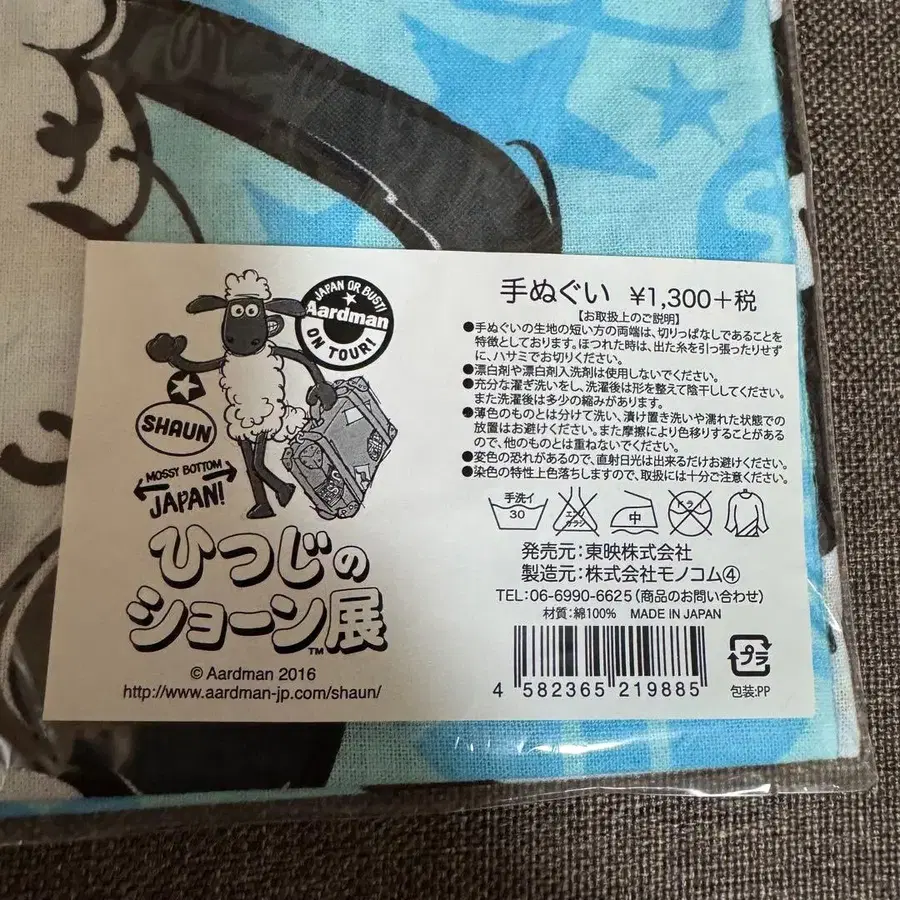 JAPAN OR BUST!
Aardman
ON TOUR!
SHAUN
MOSSY BOTTOM
JAPAN!
ひつじの
ショーン展
TM
© Aardman 2016
http://www.aardman-jp.com/shaun/
手ぬぐい ¥1,300+税
【お取扱上のご説明】
●手ぬぐいの生地の短い方の両端は、切りっぱなしであることを
特徴としております。ほつれた時は、出た糸を引っ張ったりせず
に、ハサミでお切りください。
●漂白剤や漂白剤入洗剤は使用しないでください。
●充分な濯ぎ洗いをし、洗濯後は形を整えて陰干ししてください。
また洗濯後は多少の縮みがあります。
●薄色のものとは分けて洗い、漬け置き洗いや濡れた状態での
放置はお避けください。また摩擦により色移りすることがある
ので、他のものとは重ねないでください。
●変色の恐れがあるので、直射日光は出来るだけお避けください。
●染色の特性上色落ちしますので、取扱には十分ご注意ください。
手洗イ
30
エンソ
サラシ
中
ドライ
発売元:東映株式会社
製造元:株式会社モノコム④
TEL:06-6990-6625(商品のお問い合わせ)
材質:綿100% MADE IN JAPAN
4 582365 219885
プラ
包装:PP